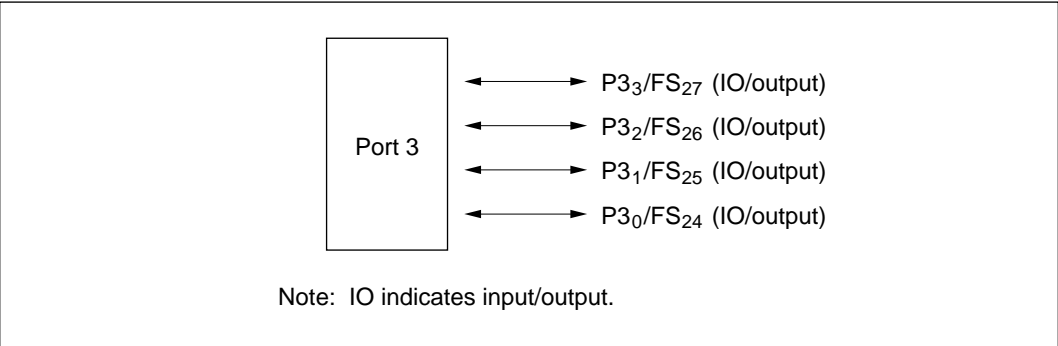 Port 3
P3₃/FS₂₇ (IO/output)
P3₂/FS₂₆ (IO/output)
P3₁/FS₂₅ (IO/output)
P3₀/FS₂₄ (IO/output)
Note: IO indicates input/output.